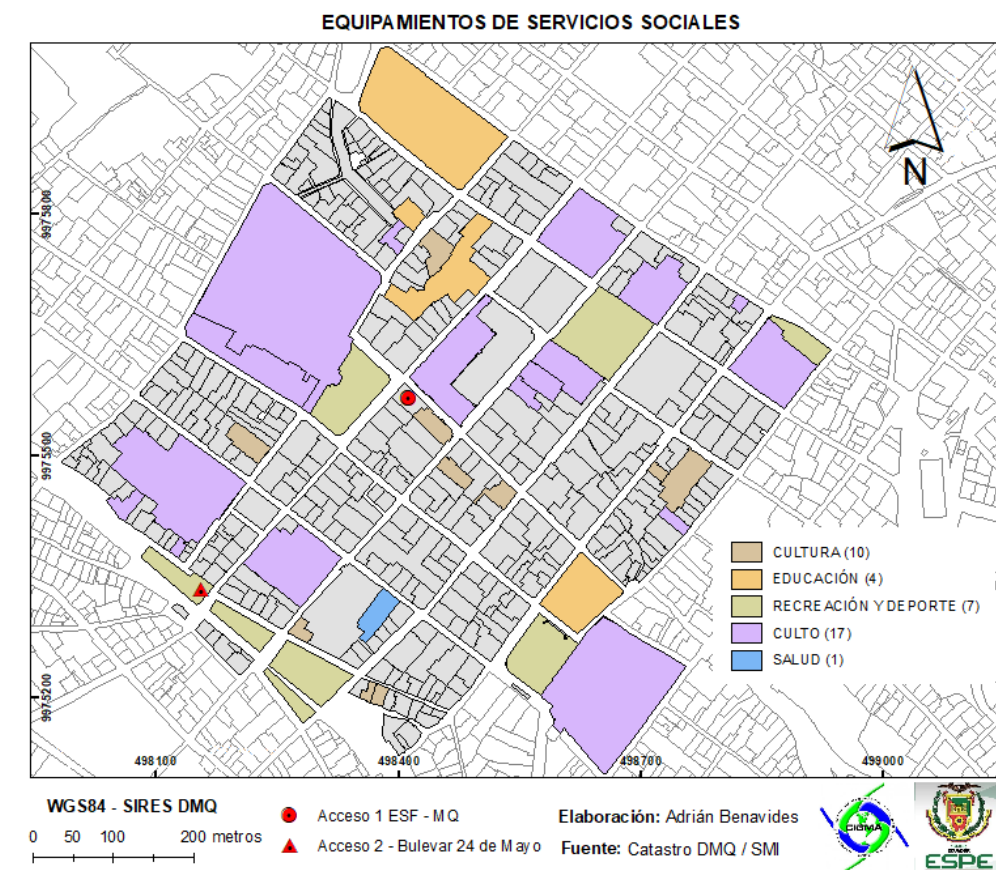 EQUIPAMIENTOS DE SERVICIOS SOCIALES
N
9975800
9975500
9975200
CULTURA (10)
EDUCACIÓN (4)
RECREACIÓN Y DEPORTE (7)
CULTO (17)
SALUD (1)
498100
498400
498700
499000
WGS84 - SIRES DMQ
0 50 100 200 metros
Acceso 1 ESF - MQ
Acceso 2 - Bulevar 24 de Mayo
Elaboración: Adrián Benavides
Fuente: Catastro DMQ / SMI
CIGMA
ESPE